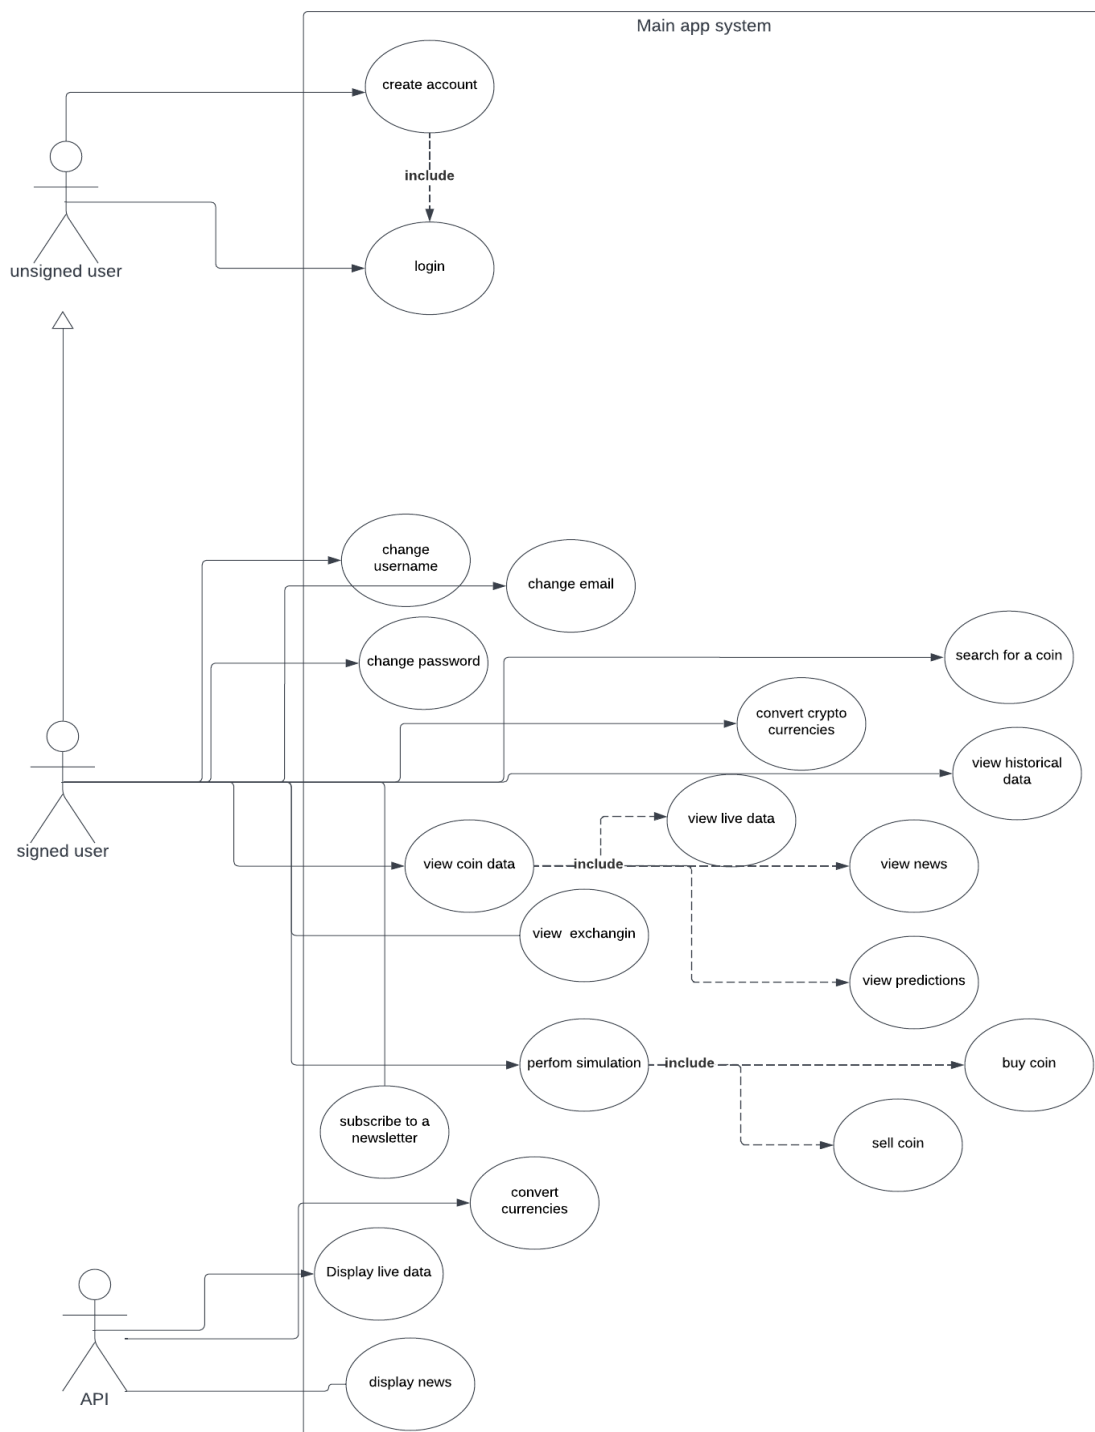 Main app system
create account
include
login
unsigned user
change
username
change email
change password
search for a coin
convert crypto
currencies
view historical
data
signed user
view live data
view coin data
include
view news
view  exchangin
view predictions
perfom simulation
include
buy coin
subscribe to a
newsletter
sell coin
convert
currencies
Display live data
display news
API